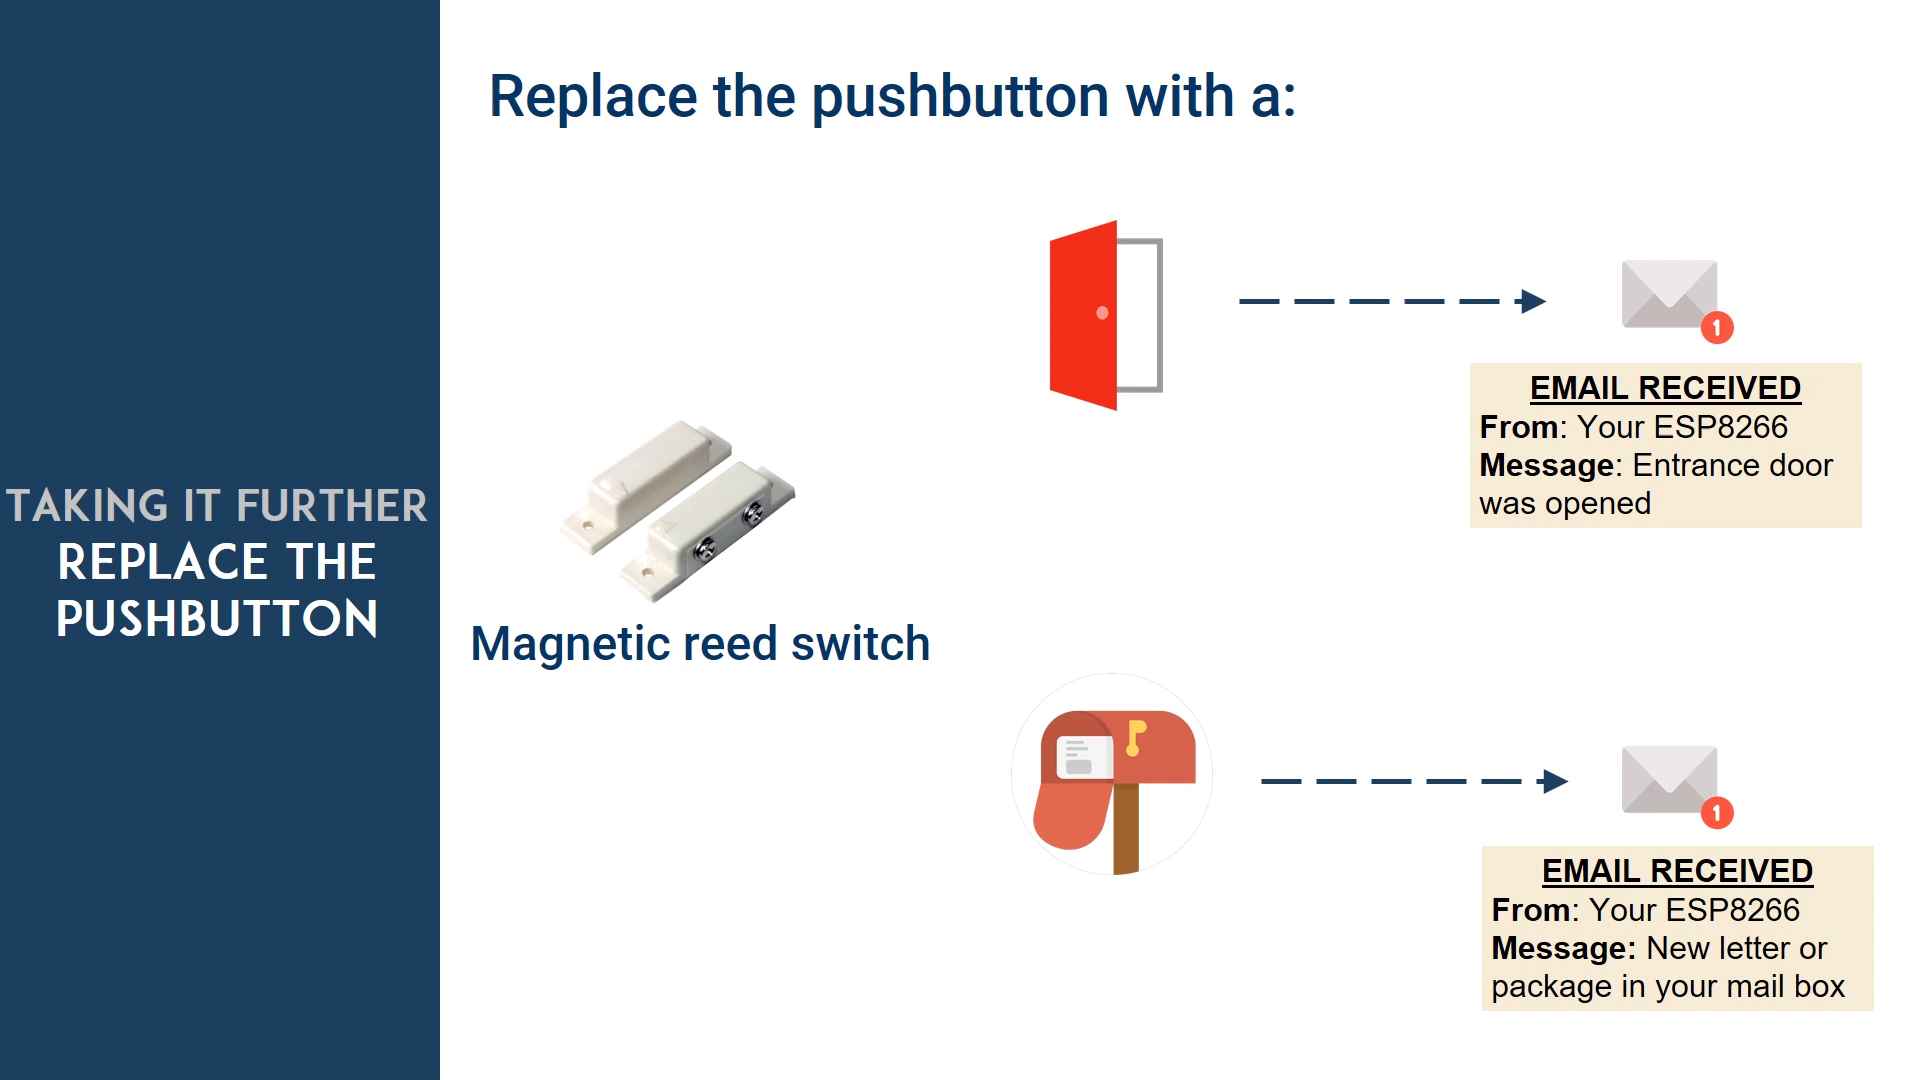 TAKING IT FURTHER
REPLACE THE
PUSHBUTTON
Replace the pushbutton with a:
Magnetic reed switch
1
EMAIL RECEIVED
From: Your ESP8266
Message: Entrance door
was opened
1
EMAIL RECEIVED
From: Your ESP8266
Message: New letter or
package in your mail box